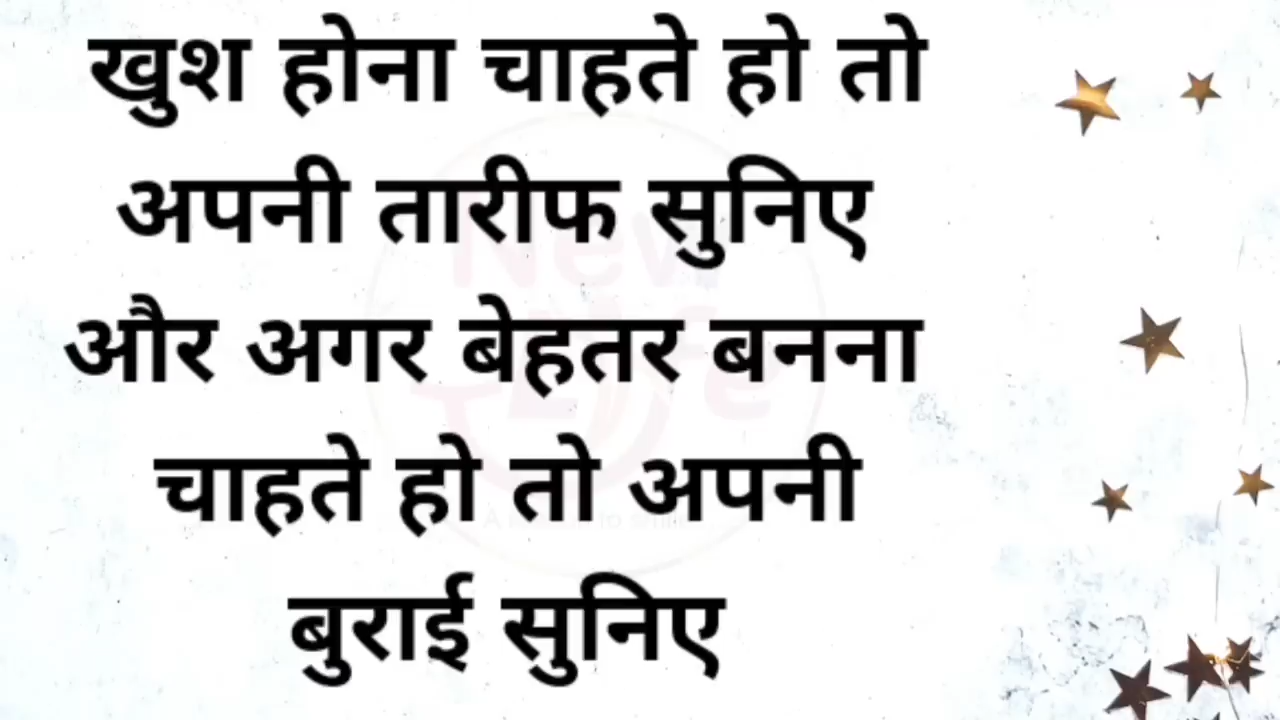 खुश होना चाहते हो तो
अपनी तारीफ सुनिए
और अगर बेहतर बनना
चाहते हो तो अपनी
बुराई सुनिए